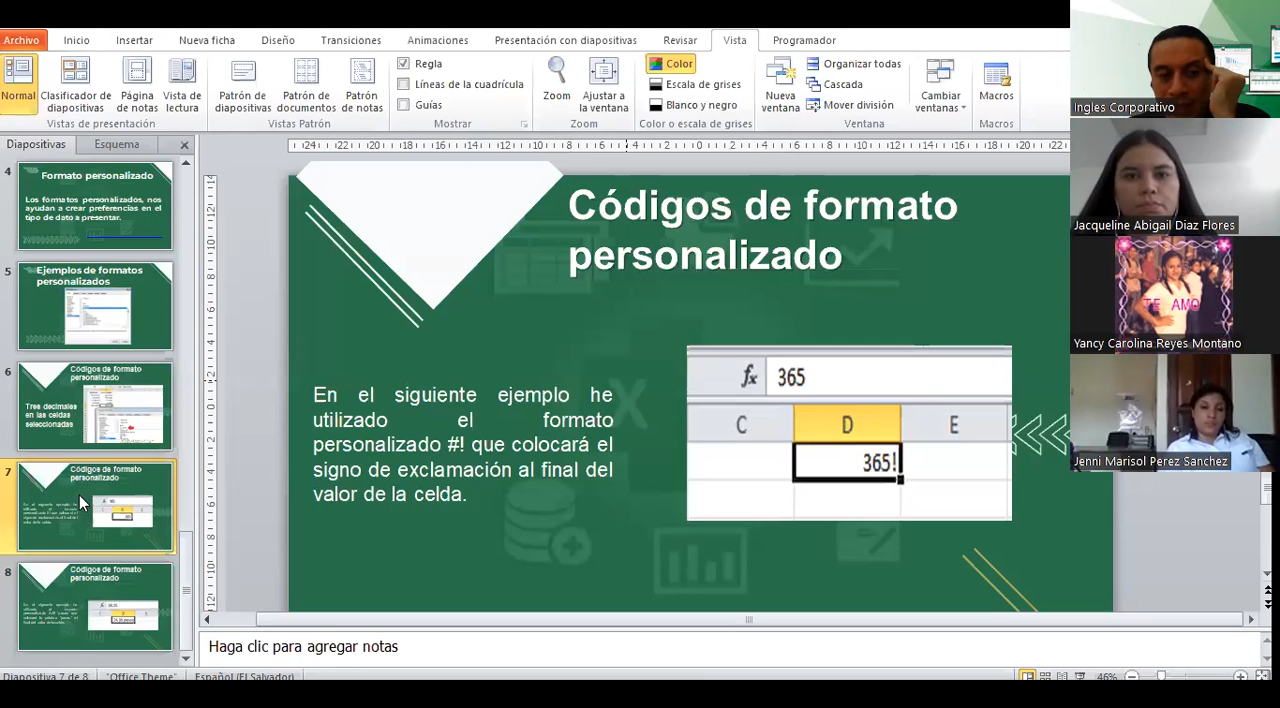 Archivo Inicio Insertar Nueva ficha Diseño Transiciones Animaciones Presentación con diapositivas Revisar Vista Programador
Normal
Clasificador de diapositivas
Página de notas
Vista de lectura
Vistas de presentación
Patrón de diapositivas
Patrón de documentos
Patrón de notas
Vistas Patrón
Regla
Líneas de la cuadrícula
Guías
Mostrar
Zoom
Ajustar a la ventana
Zoom
Color
Escala de grises
Blanco y negro
Color o escala de grises
Nueva ventana
Organizar todas
Cascada
Mover división
Ventana
Cambiar ventanas
Macros
Macros
Diapositivas Esquema
4
Formato personalizado
Los formatos personalizados, nos
ayudan a crear preferencias en el
tipo de dato a presentar.
5
Ejemplos de formatos
personalizados
6
Códigos de formato
personalizado
Tres decimales
en las celdas
seleccionadas
7
Códigos de formato
personalizado
8
Códigos de formato
personalizado
Códigos de formato
personalizado
En el siguiente ejemplo he
utilizado el formato
personalizado #! que colocará el
signo de exclamación al final del
valor de la celda.
fx 365
C D E
365!
Haga clic para agregar notas
Diapositiva 7 de 8 "Office Theme" Español (El Salvador) 46%
Ingles Corporativo
Jacqueline Abigail Diaz Flores
TE AMO
Yancy Carolina Reyes Montano
Jenni Marisol Perez Sanchez